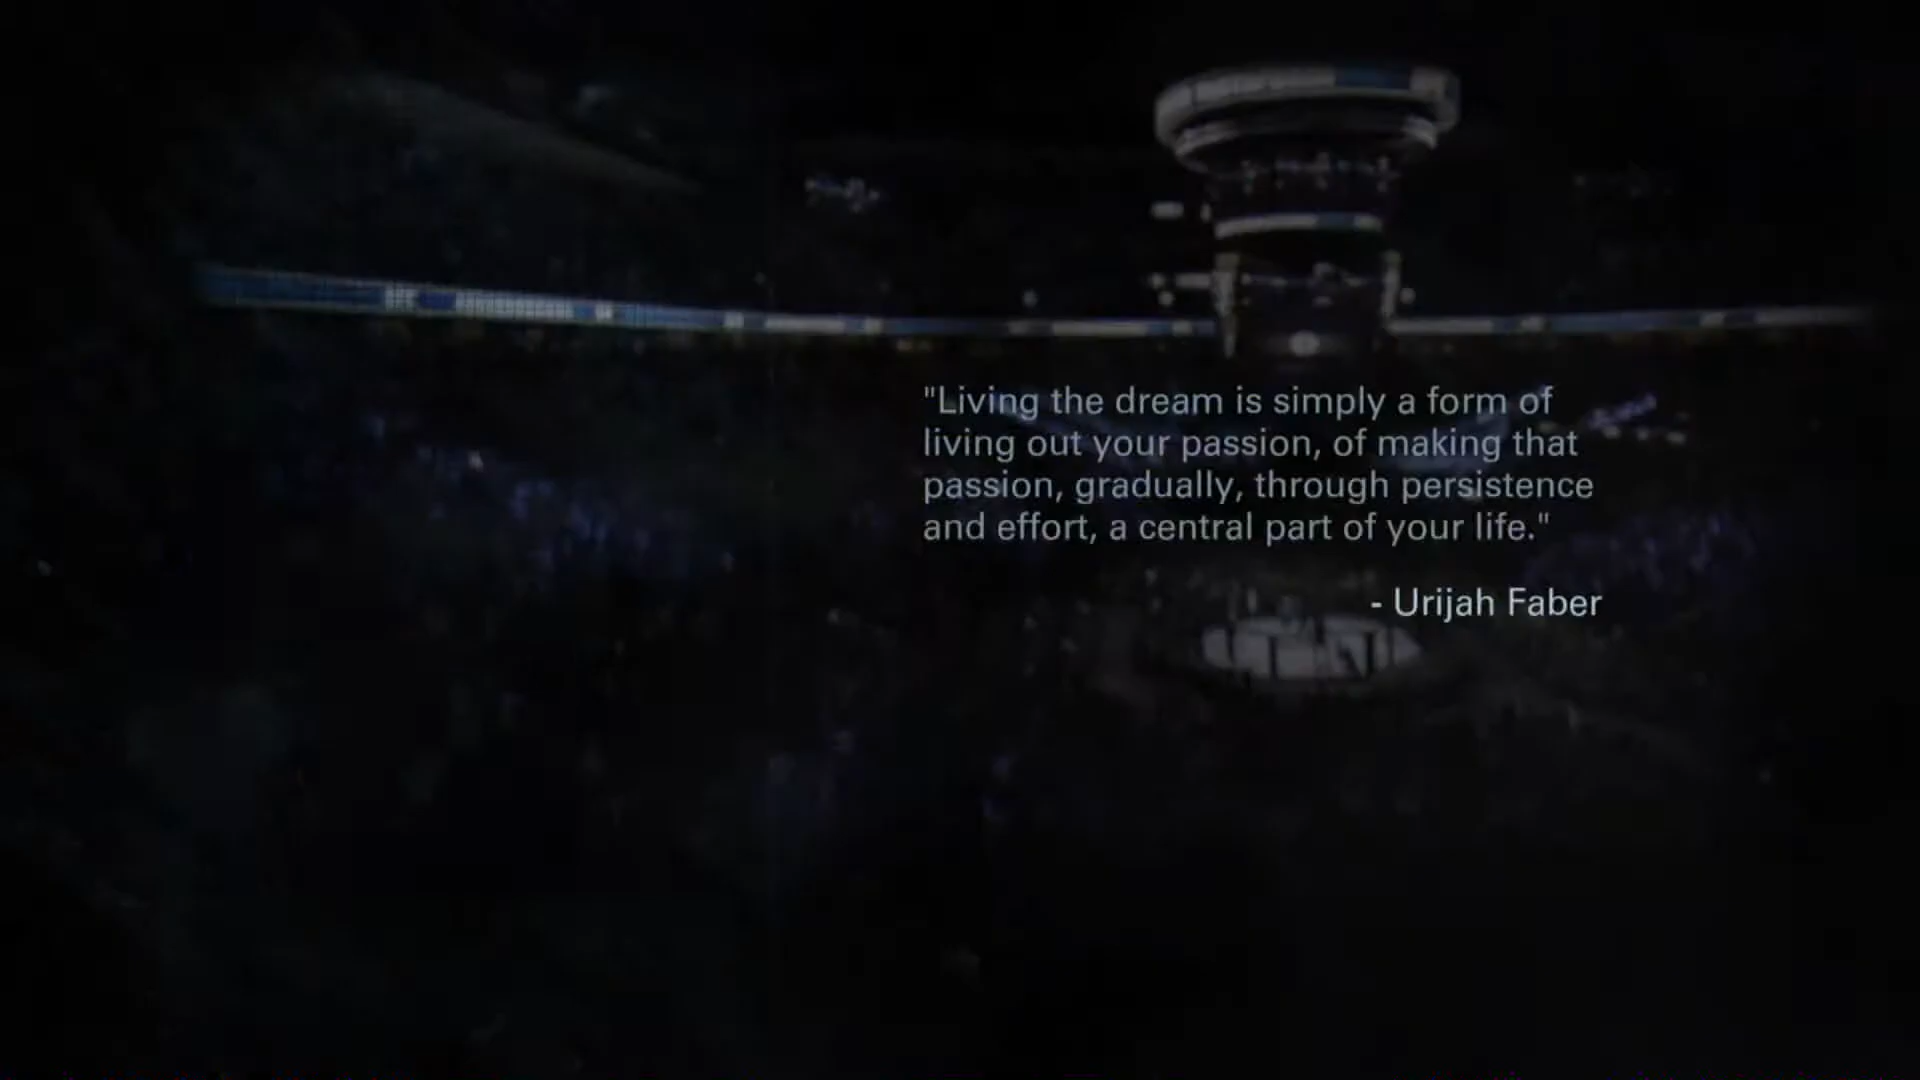 "Living the dream is simply a form of
living out your passion, of making that
passion, gradually, through persistence
and effort, a central part of your life."
- Urijah Faber